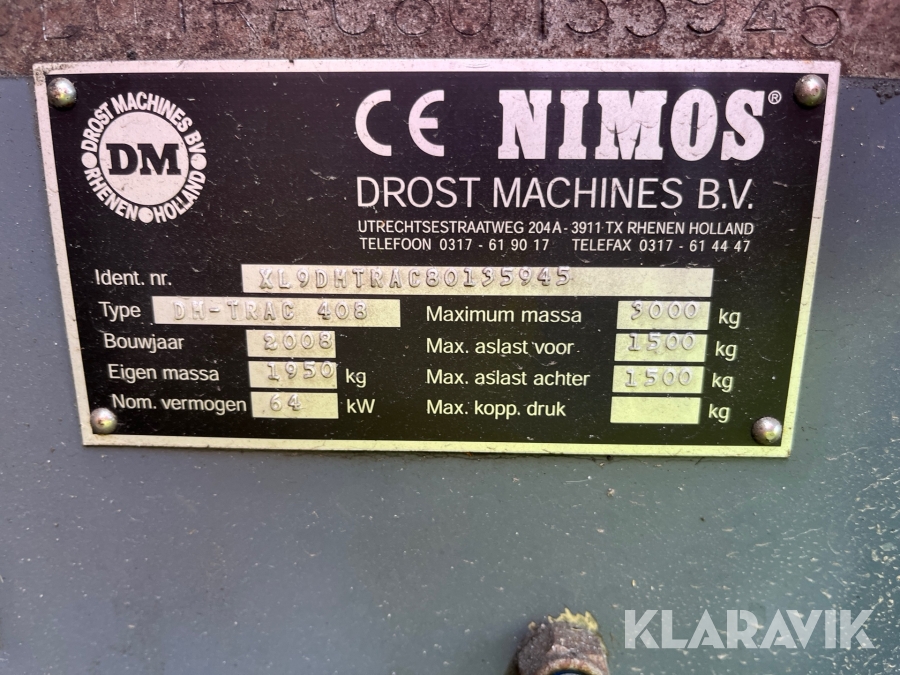 TRAC80135945
DROST MACHINES BV
DM
RHENEN HOLLAND
CE NIMOS®
DROST MACHINES B.V.
UTRECHTSESTRAATWEG 204A - 3911 TX RHENEN HOLLAND
TELEFOON 0317 - 61 90 17 TELEFAX 0317 - 61 44 47
Ident. nr. XL9DMTRAC80135945
Type DM-TRAC 408 Maximum massa 3000 kg
Bouwjaar 2008 Max. aslast voor 1500 kg
Eigen massa 1950 kg Max. aslast achter 1500 kg
Nom. vermogen 64 kW Max. kopp. druk kg
KLARAVIK